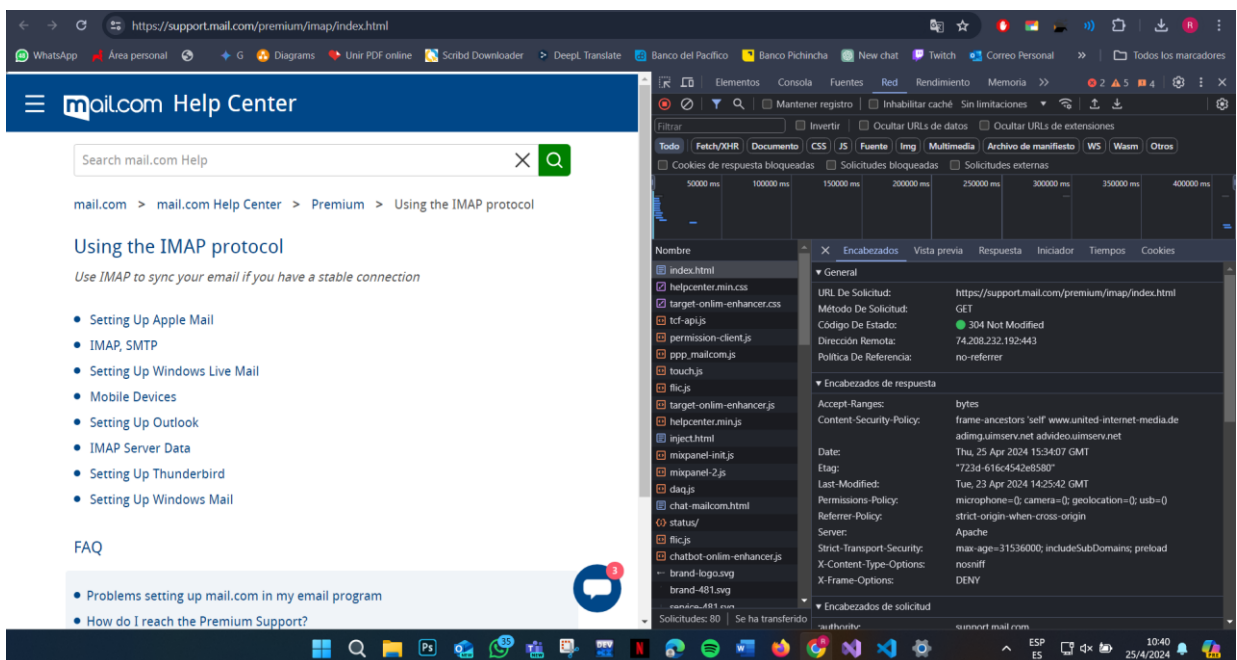 https://support.mail.com/premium/imap/index.html
WhatsApp Área personal G Diagrams Unir PDF online Scribd Downloader DeepL Translate Banco del Pacífico Banco Pichincha New chat Twitch Correo Personal » Todos los marcadores
mail.com Help Center
Search mail.com Help
mail.com > mail.com Help Center > Premium > Using the IMAP protocol
Using the IMAP protocol
Use IMAP to sync your email if you have a stable connection
Setting Up Apple Mail
IMAP, SMTP
Setting Up Windows Live Mail
Mobile Devices
Setting Up Outlook
IMAP Server Data
Setting Up Thunderbird
Setting Up Windows Mail
FAQ
Problems setting up mail.com in my email program
How do I reach the Premium Support?
3
Elementos Consola Fuentes Red Rendimiento Memoria >> 2 5 4
Mantener registro Inhabilitar caché Sin limitaciones
Filtrar Invertir Ocultar URLs de datos Ocultar URLs de extensiones
Todo Fetch/XHR Documento CSS JS Fuente Img Multimedia Archivo de manifiesto WS Wasm Otros
Cookies de respuesta bloqueadas Solicitudes bloqueadas Solicitudes externas
50000 ms 100000 ms 150000 ms 200000 ms 250000 ms 300000 ms 350000 ms 400000 ms
Nombre
index.html
helpcenter.min.css
target-onlim-enhancer.css
tcf-api.js
permission-client.js
ppp_mailcom.js
touch.js
flic.js
target-onlim-enhancer.js
helpcenter.min.js
inject.html
mixpanel-init.js
mixpanel-2.js
daq.js
chat-mailcom.html
status/
flic.js
chatbot-onlim-enhancer.js
brand-logo.svg
brand-481.svg
service-481.svg
Solicitudes: 80 Se ha transferido
Encabezados Vista previa Respuesta Iniciador Tiempos Cookies
General
URL De Solicitud: https://support.mail.com/premium/imap/index.html
Método De Solicitud: GET
Código De Estado: 304 Not Modified
Dirección Remota: 74.208.232.192:443
Política De Referencia: no-referrer
Encabezados de respuesta
Accept-Ranges: bytes
Content-Security-Policy: frame-ancestors 'self' www.united-internet-media.de
adimg.uimserv.net advideo.uimserv.net
Date: Thu, 25 Apr 2024 15:34:07 GMT
Etag: "723d-616c4542e8580"
Last-Modified: Tue, 23 Apr 2024 14:25:42 GMT
Permissions-Policy: microphone=(); camera=(); geolocation=(); usb=()
Referrer-Policy: strict-origin-when-cross-origin
Server: Apache
Strict-Transport-Security: max-age=31536000; includeSubDomains; preload
X-Content-Type-Options: nosniff
X-Frame-Options: DENY
Encabezados de solicitud
:authority: support.mail.com
35
ESP 10:40
ES 25/4/2024